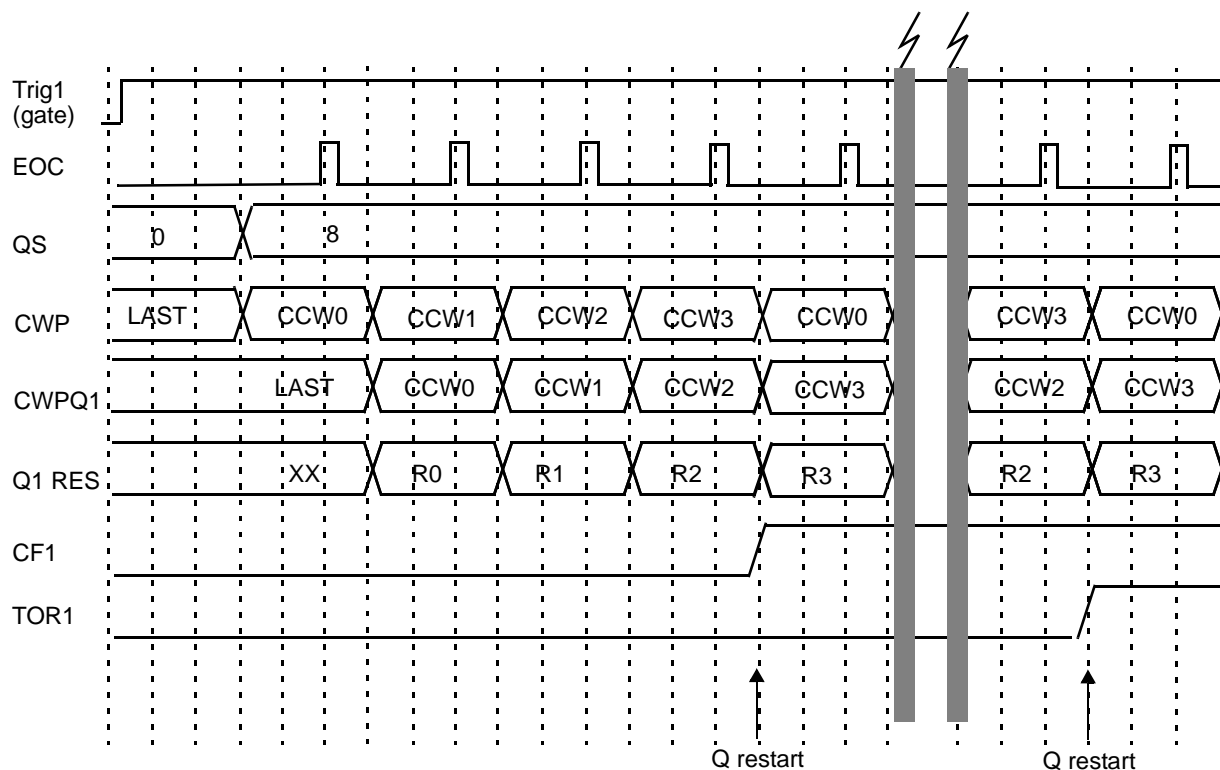 Trig1
(gate)
EOC
QS 0 8
CWP LAST CCW0 CCW1 CCW2 CCW3 CCW0 CCW3 CCW0
CWPQ1 LAST CCW0 CCW1 CCW2 CCW3 CCW2 CCW3
Q1 RES XX R0 R1 R2 R3 R2 R3
CF1
TOR1
Q restart Q restart